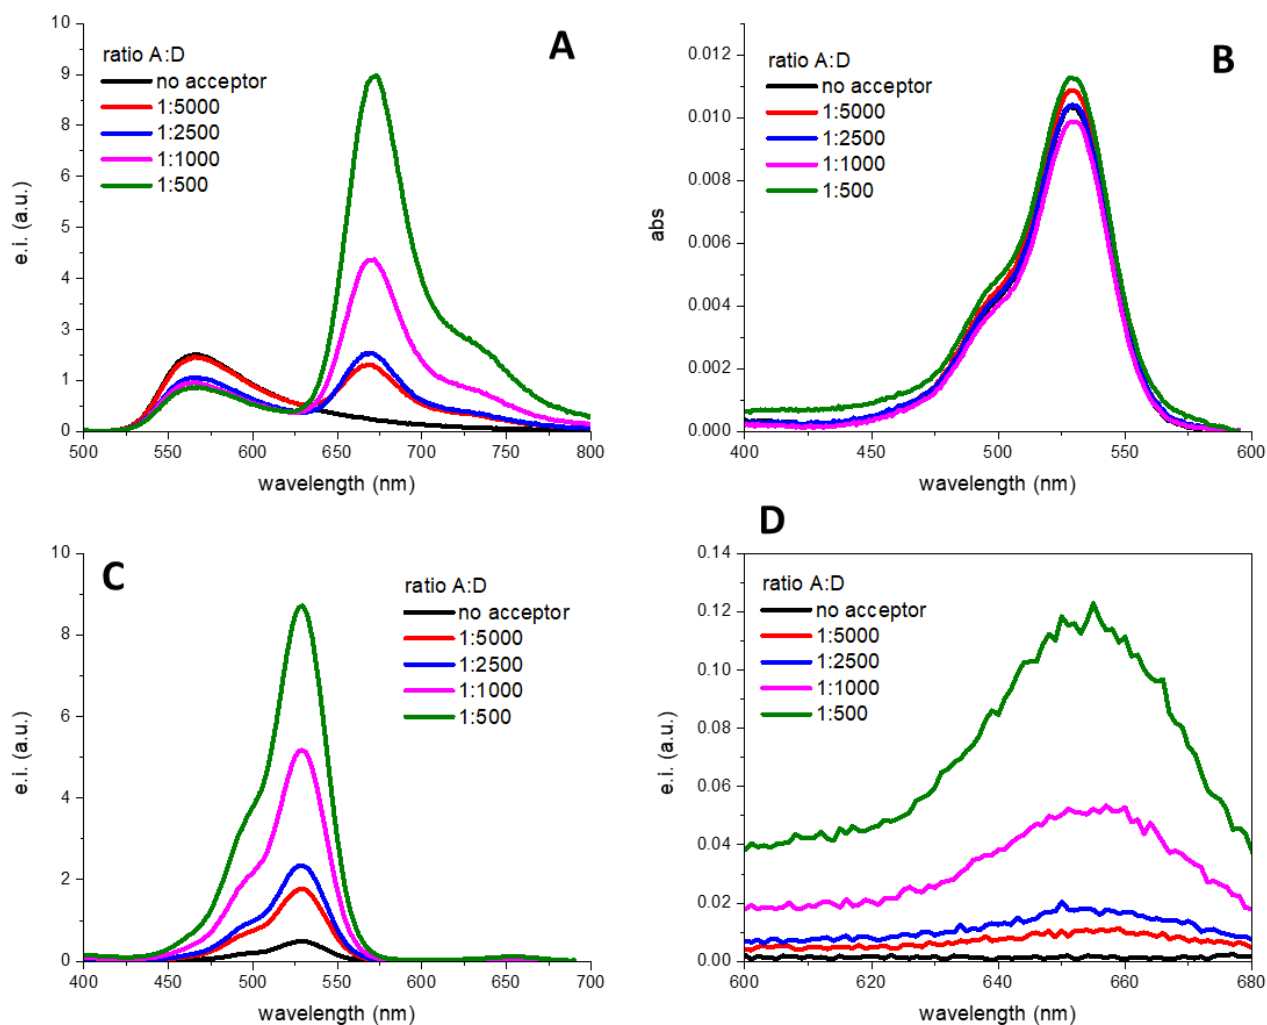 A
10
9
8
6
5
4
3
1
0
e.i. (a.u.)
ratio A:D
no acceptor
1:5000
1:2500
1:1000
1:500
500 550 600 650 700 750 800
wavelength (nm)
B
0.012
0.010
0.008
0.006
0.004
0.002
0.000
abs
ratio A:D
no acceptor
1:5000
1:2500
1:1000
1:500
400 450 500 550 600
wavelength (nm)
C
10
8
6
4
2
0
e.i. (a.u.)
ratio A:D
no acceptor
1:5000
1:2500
1:1000
1:500
400 450 500 550 600 650 700
wavelength (nm)
D
0.14
0.12
0.10
0.08
0.06
0.04
0.02
0.00
e.i. (a.u.)
ratio A:D
no acceptor
1:5000
1:2500
1:1000
1:500
600 620 640 660 680
wavelength (nm)